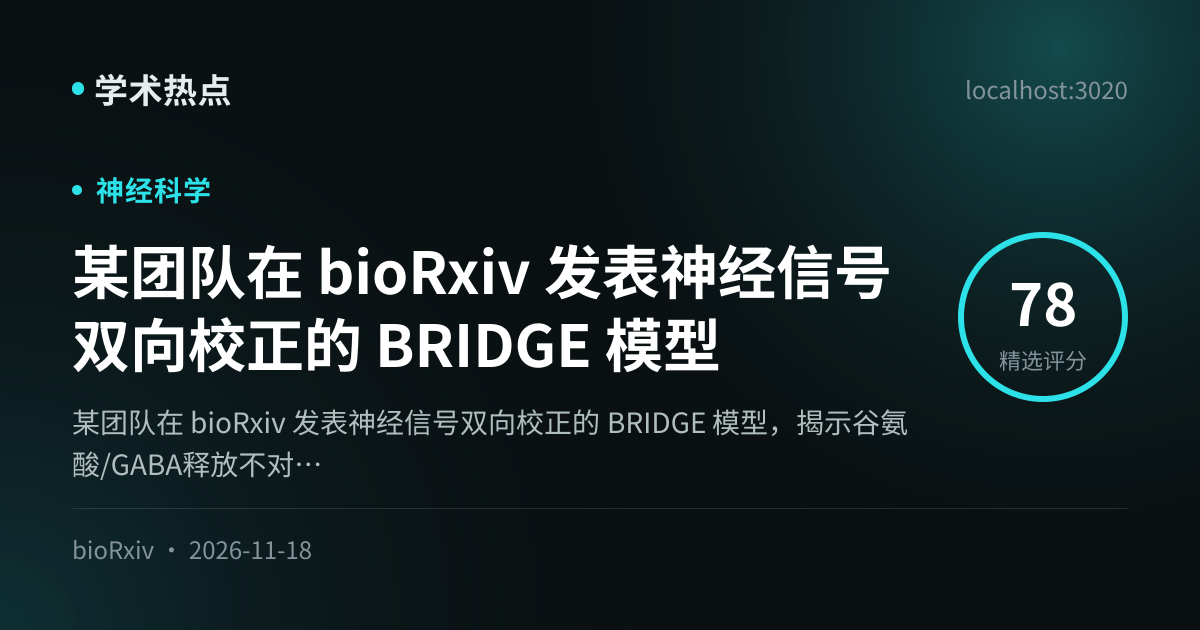 学术热点
localhost:3020
神经科学
某团队在 bioRxiv 发表神经信号
双向校正的 BRIDGE 模型
78
精选评分
某团队在 bioRxiv 发表神经信号双向校正的 BRIDGE 模型，揭示谷氨
酸/GABA释放不对…
bioRxiv · 2026-11-18